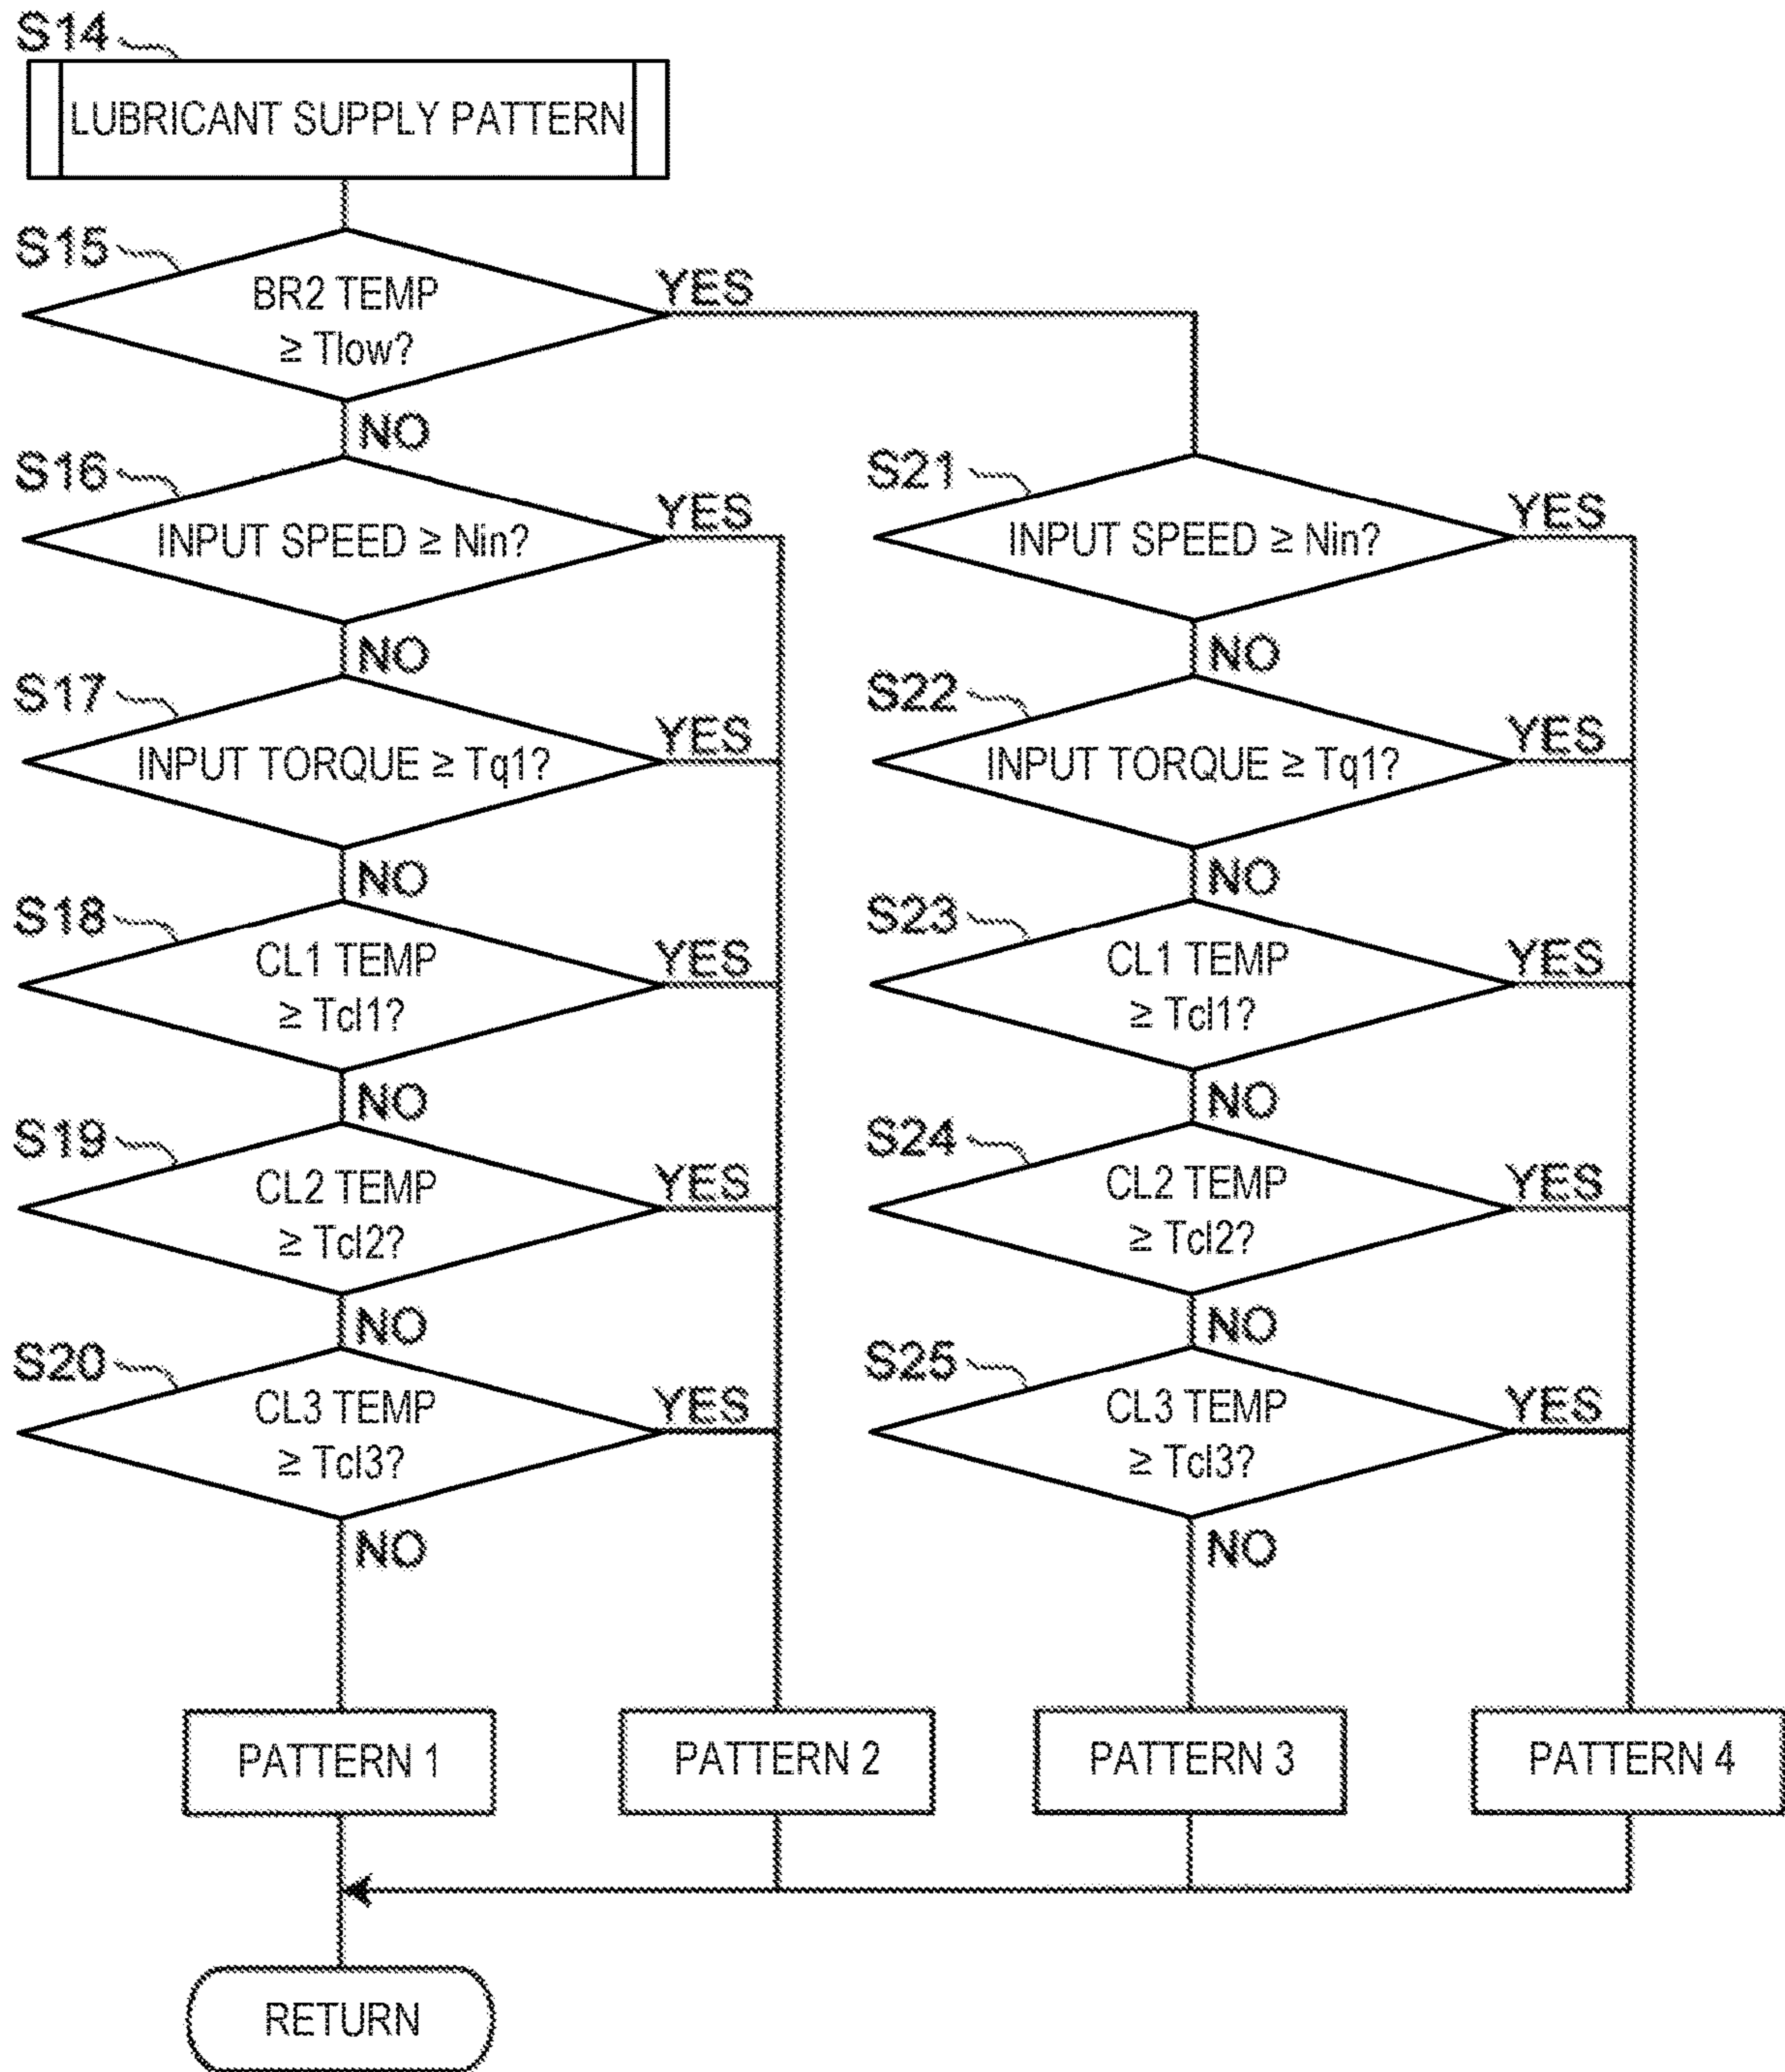 S14
LUBRICANT SUPPLY PATTERN
S15
BR2 TEMP
≥ Tlow?
YES
NO
S16
INPUT SPEED ≥ Nin?
YES
NO
S17
INPUT TORQUE ≥ Tq1?
YES
NO
S18
CL1 TEMP
≥ Tcl1?
YES
NO
S19
CL2 TEMP
≥ Tcl2?
YES
NO
S20
CL3 TEMP
≥ Tcl3?
YES
NO
S21
INPUT SPEED ≥ Nin?
YES
NO
S22
INPUT TORQUE ≥ Tq1?
YES
NO
S23
CL1 TEMP
≥ Tcl1?
YES
NO
S24
CL2 TEMP
≥ Tcl2?
YES
NO
S25
CL3 TEMP
≥ Tcl3?
YES
NO
PATTERN 1
PATTERN 2
PATTERN 3
PATTERN 4
RETURN